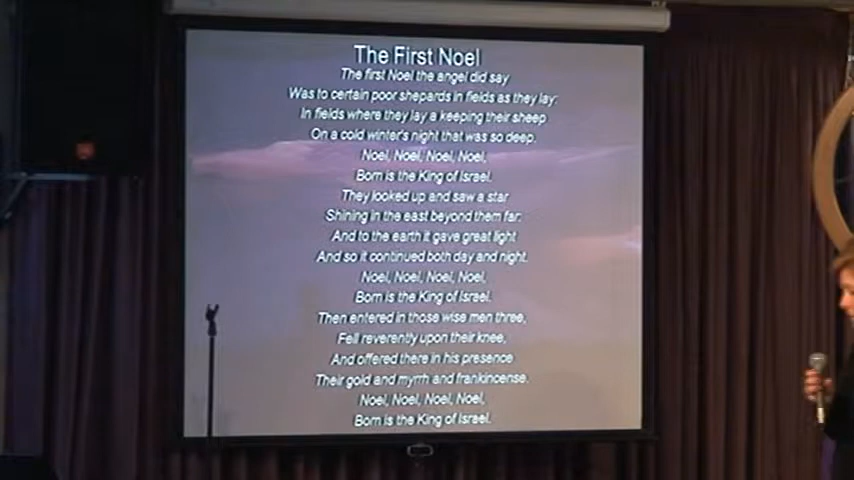 The First Noel
The first Noel the angel did say
Was to certain poor shepards in fields as they lay:
In fields where they lay a keeping their sheep
On a cold winter's night that was so deep.
Noel, Noel, Noel, Noel,
Born is the King of Israel.
They looked up and saw a star
Shining in the east beyond them far:
And to the earth it gave great light
And so it continued both day and night.
Noel, Noel, Noel, Noel,
Born is the King of Israel.
Then entered in those wise men three,
Fell reverently upon their knee,
And offered there in his presence
Their gold and myrrh and frankincense.
Noel, Noel, Noel, Noel,
Born is the King of Israel.